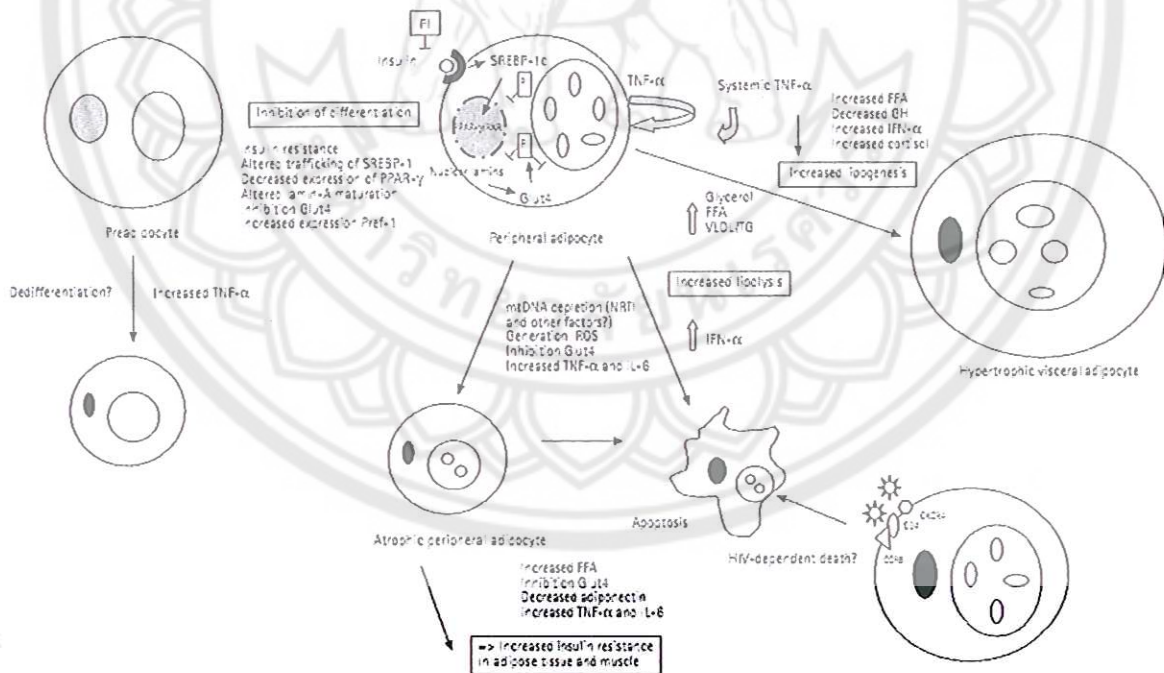 PI
Insulin
SREBP-1c
PI
PI
Nuclear lamins
Glut4
Peripheral adipocyte
TNF-α
Systemic TNF-α
Increased FFA
Decreased GH
Increased IFN-α
Increased cortisol
Increased lipogenesis
Inhibition of differentiation
Insulin resistance
Altered trafficking of SREBP-1
Decreased expression of PPAR-γ
Altered lamin-A maturation
Inhibition Glut4
Increased expression Pref-1
Preadipocyte
Glycerol
FFA
VLDL/TG
Increased lipolysis
IFN-α
Hypertrophic visceral adipocyte
Dedifferentiation?
Increased TNF-α
mtDNA depletion (NRTI
and other factors?)
Generation ROS
Inhibition Glut4
Increased TNF-α and IL-6
Atrophic peripheral adipocyte
Apoptosis
HIV-dependent death?
CXCR4
CD4
Increased FFA
Inhibition Glut4
Decreased adiponectin
Increased TNF-α and IL-6
=> Increased insulin resistance
in adipose tissue and muscle